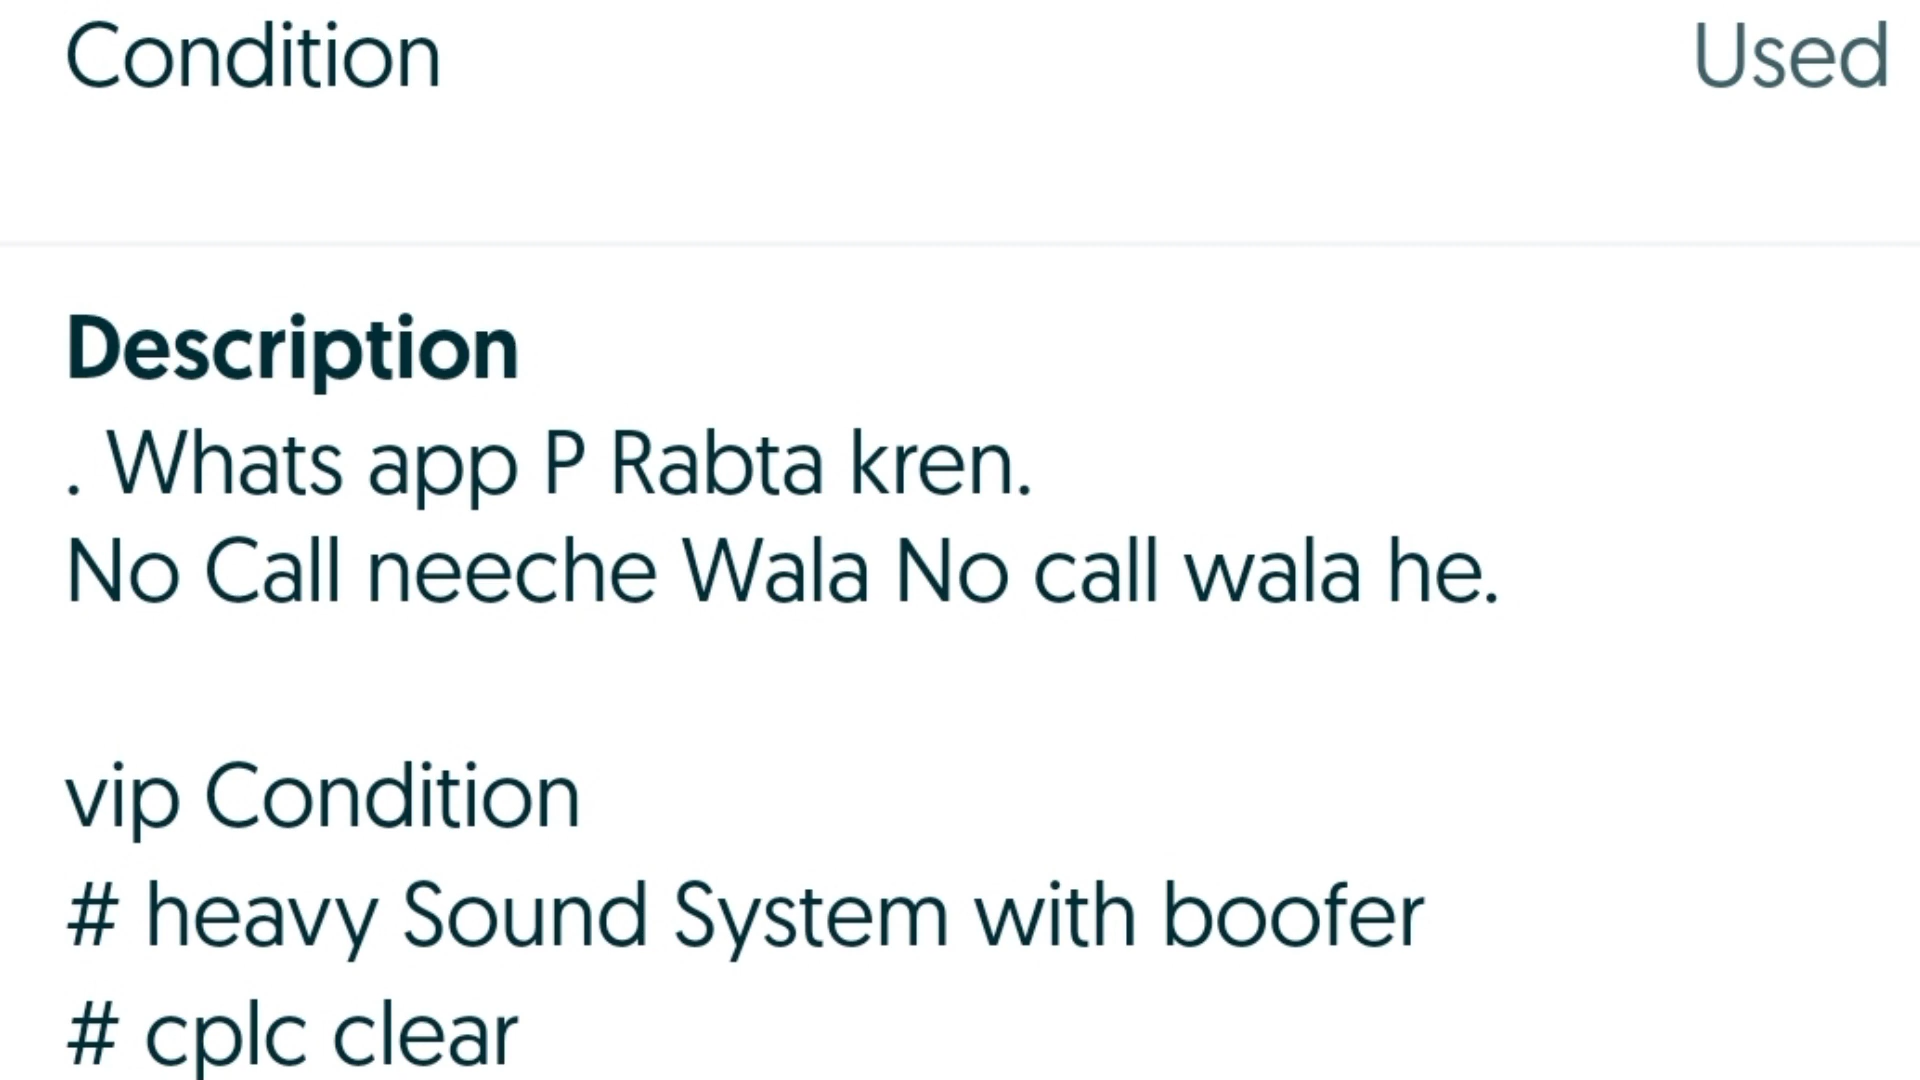 Condition Used
Description
. Whats app P Rabta kren.
No Call neeche Wala No call wala he.
vip Condition
# heavy Sound System with boofer
# cplc clear